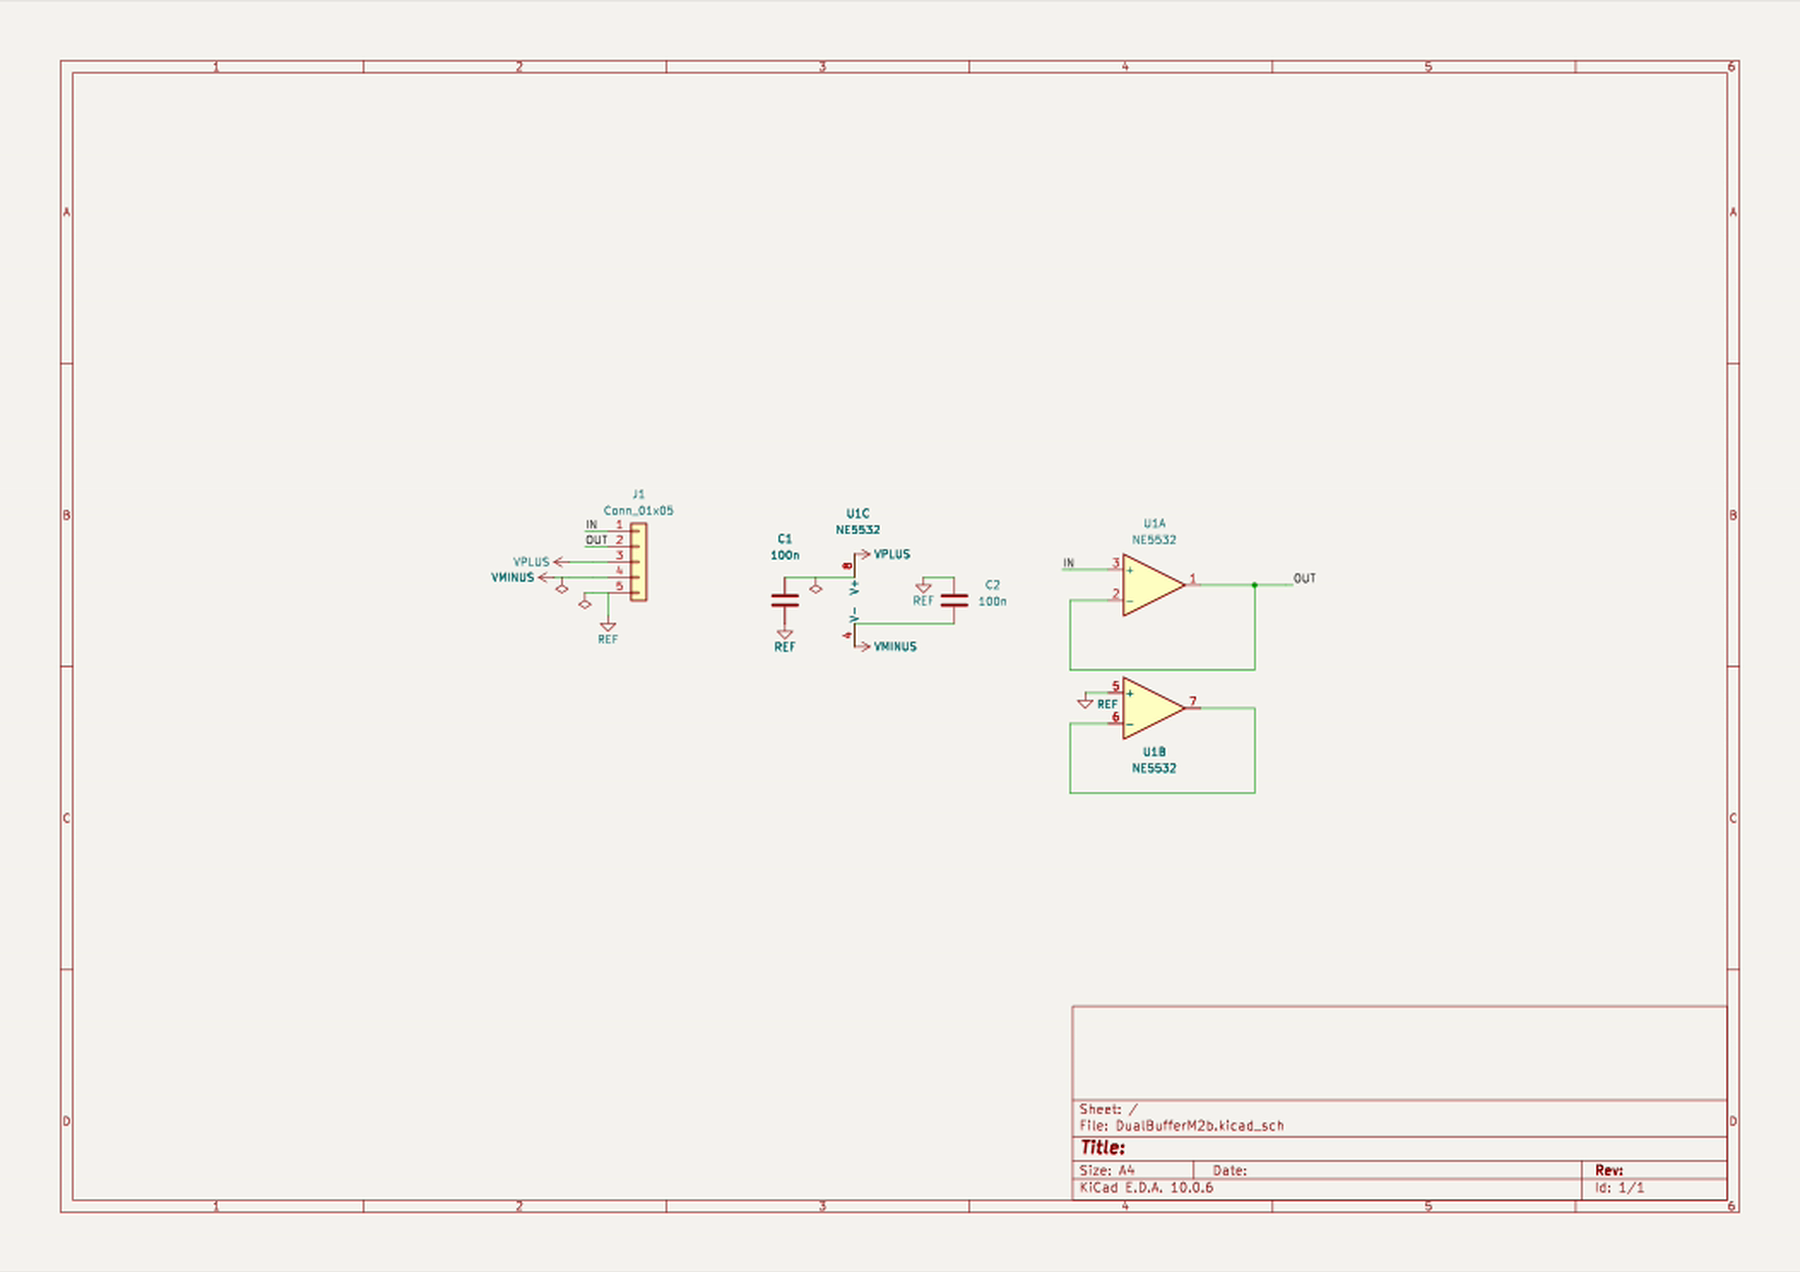 1 2 3 4 5 6
A A
J1
Conn_01x05
IN 1
OUT 2
VPLUS 3
VMINUS 4
5
REF
C1
100n
REF
U1C
NE5532
8 VPLUS
V+
V-
4 VMINUS
REF
C2
100n
U1A
NE5532
IN 3 +
2 -
1 OUT
5 +
REF
6 -
7
U1B
NE5532
B B
C C
D D
Sheet: /
File: DualBufferM2b.kicad_sch
Title:
Size: A4 Date: Rev:
KiCad E.D.A. 10.0.6 Id: 1/1
1 2 3 4 5 6